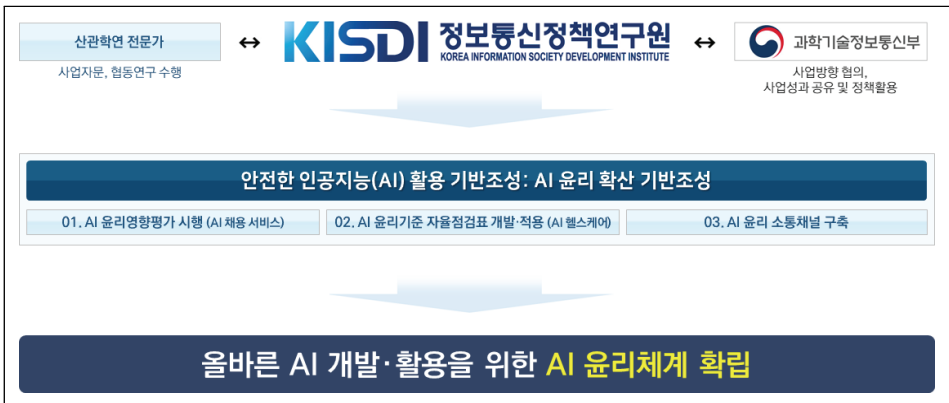 산관학연 전문가
↔
KISDI 정보통신정책연구원
KOREA INFORMATION SOCIETY DEVELOPMENT INSTITUTE
↔
과학기술정보통신부
사업자문, 협동연구 수행
사업방향 협의,
사업성과 공유 및 정책활용
안전한 인공지능(AI) 활용 기반조성: AI 윤리 확산 기반조성
01. AI 윤리영향평가 시행 (AI 채용 서비스)
02. AI 윤리기준 자율점검표 개발·적용 (AI 헬스케어)
03. AI 윤리 소통채널 구축
올바른 AI 개발·활용을 위한 AI 윤리체계 확립